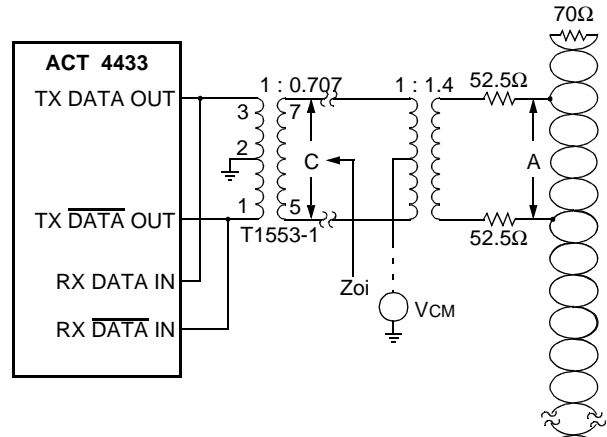 70Ω
ACT 4433
1 : 0.707
1 : 1.4
52.5Ω
TX DATA OUT
3
7
2
C
A
TX DATA OUT
1
5
T1553-1
52.5Ω
RX DATA IN
Zoi
VCM
RX DATA IN